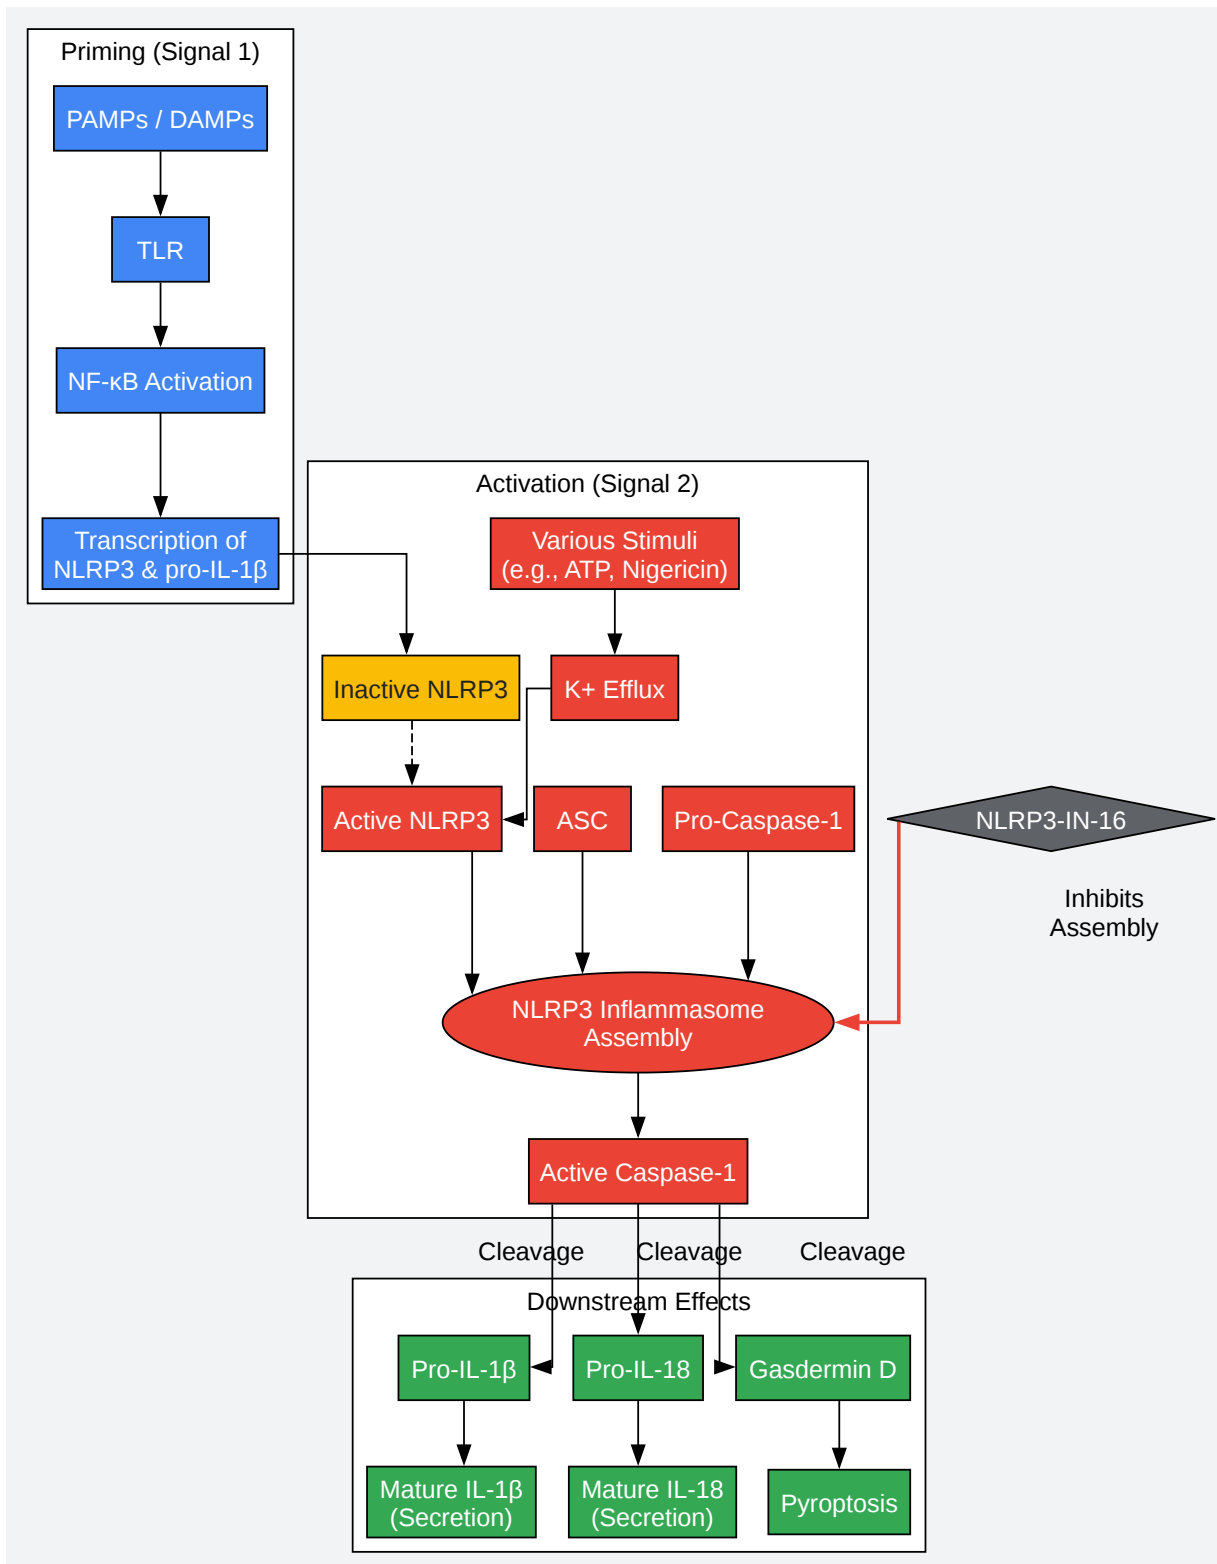 Priming (Signal 1)
PAMPs / DAMPs
TLR
NF-κB Activation
Transcription of
NLRP3 & pro-IL-1β
Activation (Signal 2)
Various Stimuli
(e.g., ATP, Nigericin)
Inactive NLRP3
K+ Efflux
Active NLRP3
ASC
Pro-Caspase-1
NLRP3-IN-16
Inhibits
Assembly
NLRP3 Inflammasome
Assembly
Active Caspase-1
Cleavage
Cleavage
Cleavage
Downstream Effects
Pro-IL-1β
Pro-IL-18
Gasdermin D
Mature IL-1β
(Secretion)
Mature IL-18
(Secretion)
Pyroptosis